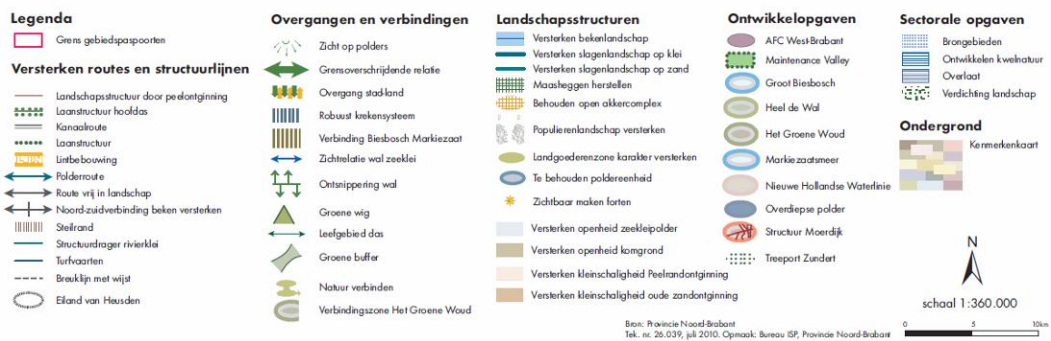 Legenda
Grens gebiedspaspoorten
Versterken routes en structuurlijnen
Landschapsstructuur door peelontginning
Laanstructuur hoofdas
Kanaalroute
Laanstructuur
Lintbebouwing
Polderroute
Route vrij in landschap
Noord-zuidverbinding beken versterken
Steilrand
Structuurdrager rivierklei
Turfvaarten
Breuklijn met wijst
Eiland van Heusden
Overgangen en verbindingen
Zicht op polders
Grensoverschrijdende relatie
Overgang stad-land
Robuust krekensysteem
Verbinding Biesbosch Markiezaat
Zichtrelatie wal zeeklei
Ontsnippering wal
Groene wig
Leefgebied das
Groene buffer
Natuur verbinden
Verbindingszone Het Groene Woud
Landschapsstructuren
Versterken bekenlandschap
Versterken slagenlandschap op klei
Versterken slagenlandschap op zand
Maasheggen herstellen
Behouden open akkercomplex
Populierenlandschap versterken
Landgoederenzone karakter versterken
Te behouden poldereenheid
Zichtbaar maken forten
Versterken openheid zeekleipolder
Versterken openheid komgrond
Versterken kleinschaligheid Peelrandontginning
Versterken kleinschaligheid oude zandontginning
Ontwikkelopgaven
AFC West-Brabant
Maintenance Valley
Groot Biesbosch
Heel de Wal
Het Groene Woud
Markiezaatsmeer
Nieuwe Hollandse Waterlinie
Overdiepse polder
Structuur Moerdijk
Treeport Zundert
Sectorale opgaven
Brongebieden
Ontwikkelen kwelnatuur
Overlaat
Verdichting landschap
Ondergrond
Kenmerkenkaart
N
schaal 1:360.000
0 5 10km
Bron: Provincie Noord-Brabant
Tek. nr. 26.039, juli 2010. Opmaak: Bureau ISP, Provincie Noord-Brabant